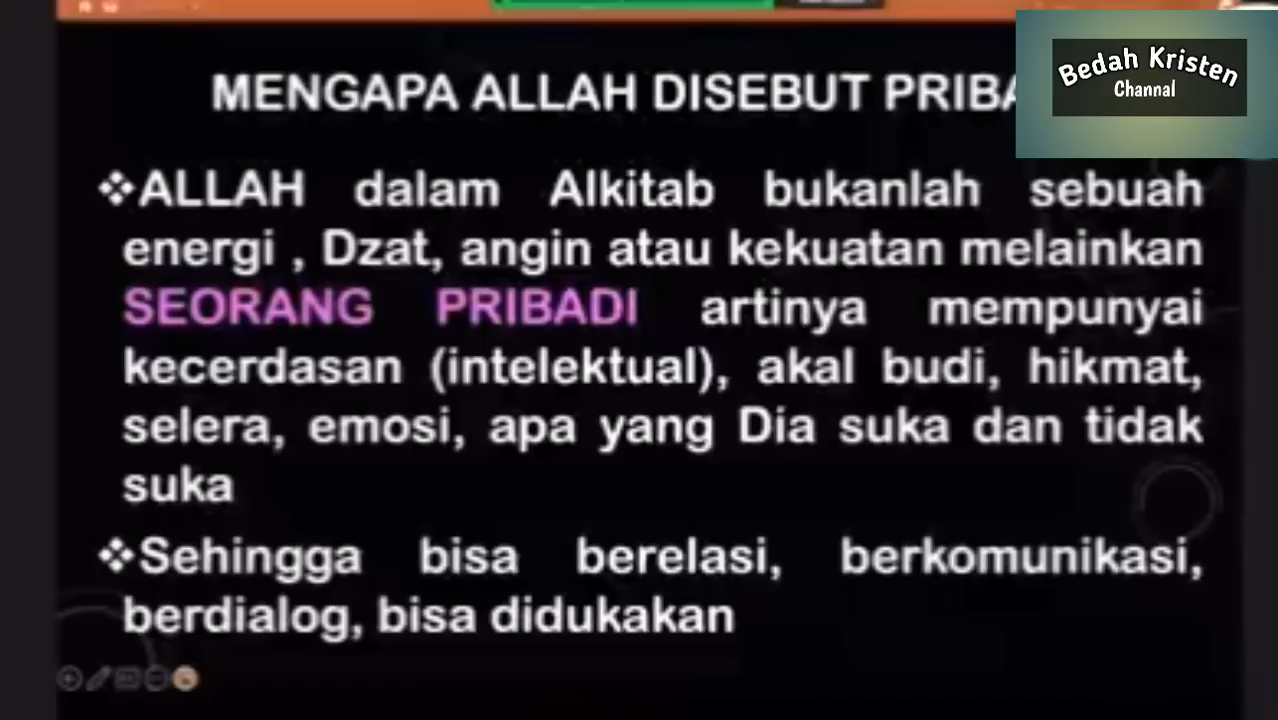 MENGAPA ALLAH DISEBUT
Bedah Kristen
Channal
❖ALLAH dalam Alkitab bukanlah sebuah
energi , Dzat, angin atau kekuatan melainkan
SEORANG PRIBADI artinya mempunyai
kecerdasan (intelektual), akal budi, hikmat,
selera, emosi, apa yang Dia suka dan tidak
suka
❖Sehingga bisa berelasi, berkomunikasi,
berdialog, bisa didukakan